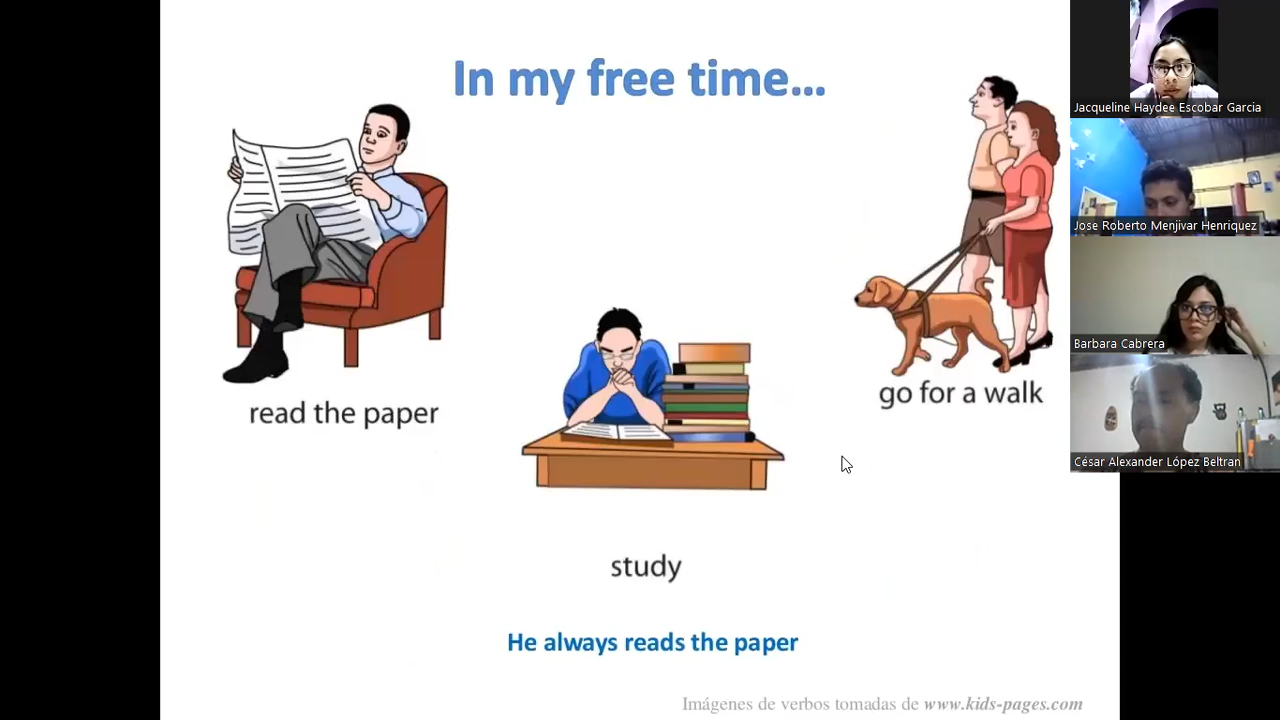 In my free time...
read the paper
go for a walk
study
He always reads the paper
Imágenes de verbos tomadas de www.kids-pages.com
Jacqueline Haydee Escobar Garcia
Jose Roberto Menjivar Henriquez
Barbara Cabrera
César Alexander López Beltran